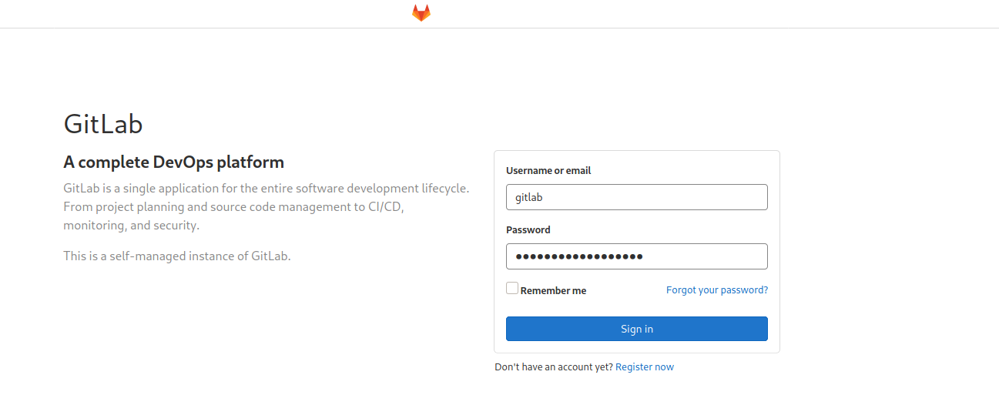 GitLab
A complete DevOps platform
GitLab is a single application for the entire software development lifecycle.
From project planning and source code management to CI/CD,
monitoring, and security.
This is a self-managed instance of GitLab.
Username or email
gitlab
Password
●●●●●●●●●●●●●●●●●●
Remember me
Forgot your password?
Sign in
Don't have an account yet? Register now